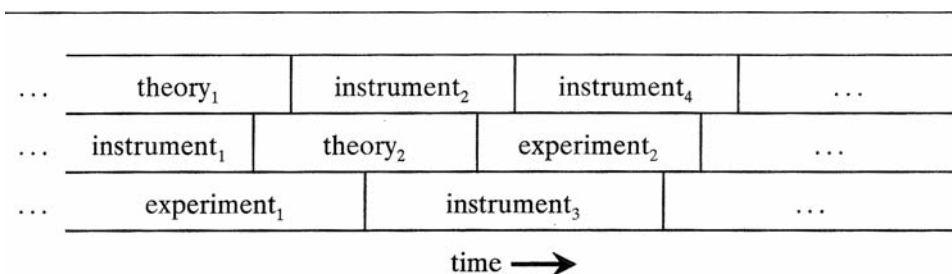 ... theory₁ instrument₂ instrument₄ ...
... instrument₁ theory₂ experiment₂ ...
... experiment₁ instrument₃ ...
time